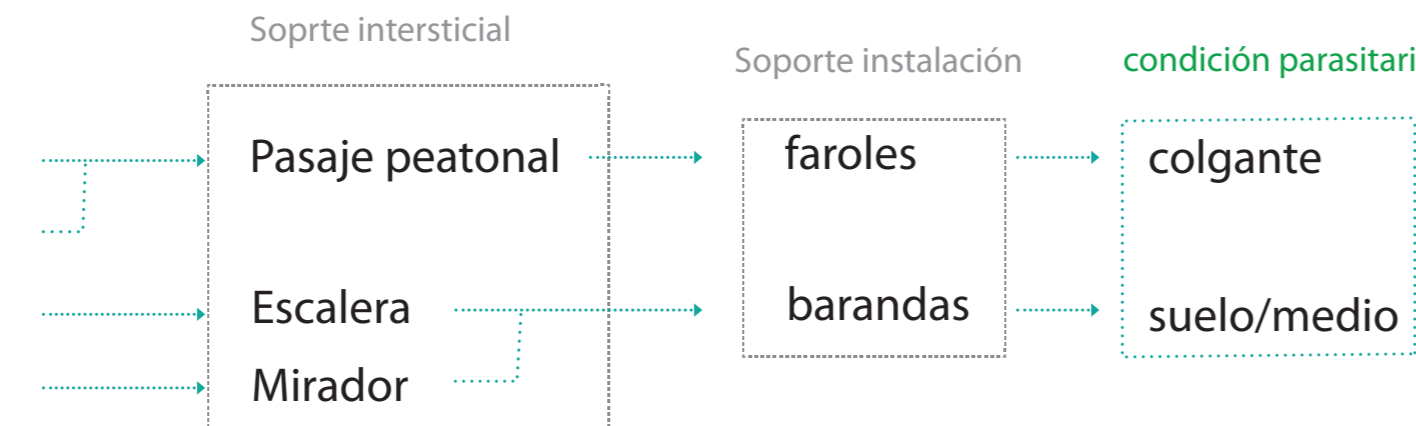 Soprte intersticial
Soporte instalación
condición parasitari
Pasaje peatonal
faroles
colgante
Escalera
barandas
suelo/medio
Mirador